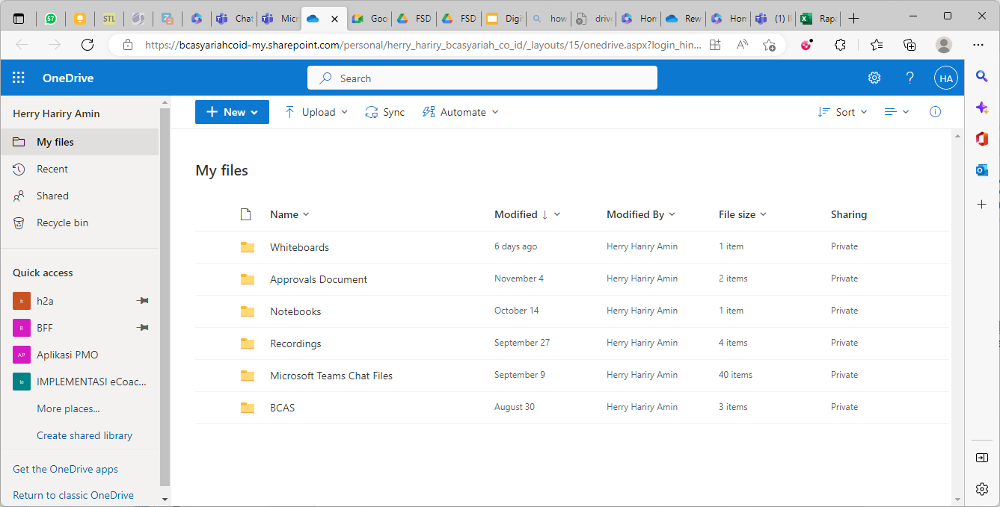 STL
Chat
Micr
Goo
FSD
FSD
Digi
how
drive
Hom
Rew
Hom
(1) I
Rapa
https://bcasyariahcoid-my.sharepoint.com/personal/herry_hariry_bcasyariah_co_id/_layouts/15/onedrive.aspx?login_hin...
OneDrive
Search
?
HA
Herry Hariry Amin
My files
Recent
Shared
Recycle bin
Quick access
h h2a
B BFF
AP Aplikasi PMO
Ie IMPLEMENTASI eCoac...
More places...
Create shared library
Get the OneDrive apps
Return to classic OneDrive
New Upload Sync Automate Sort
My files
Name Modified Modified By File size Sharing
Whiteboards 6 days ago Herry Hariry Amin 1 item Private
Approvals Document November 4 Herry Hariry Amin 2 items Private
Notebooks October 14 Herry Hariry Amin 1 item Private
Recordings September 27 Herry Hariry Amin 4 items Private
Microsoft Teams Chat Files September 9 Herry Hariry Amin 40 items Private
BCAS August 30 Herry Hariry Amin 3 items Private